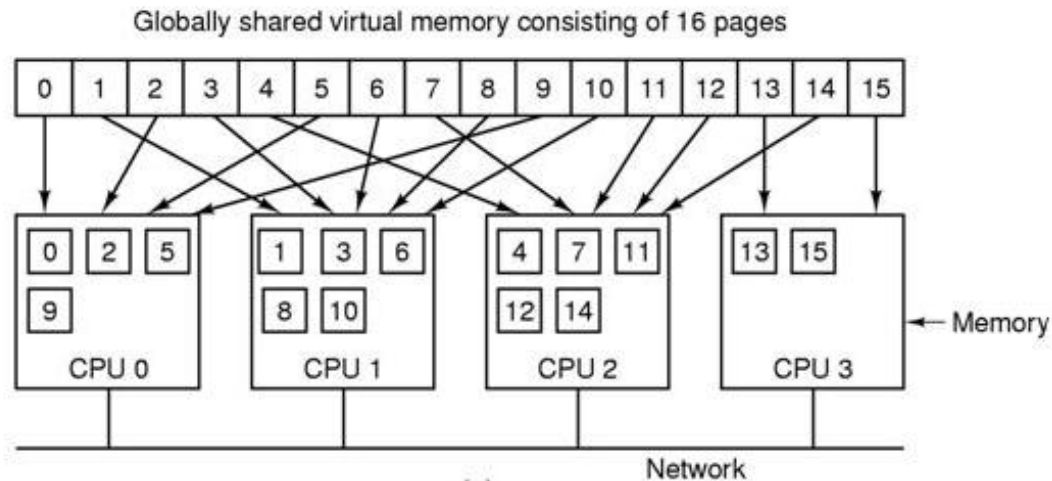 Globally shared virtual memory consisting of 16 pages
0 1 2 3 4 5 6 7 8 9 10 11 12 13 14 15
0 2 5 1 3 6 4 7 11 13 15
9 8 10 12 14
Memory
CPU 0 CPU 1 CPU 2 CPU 3
Network